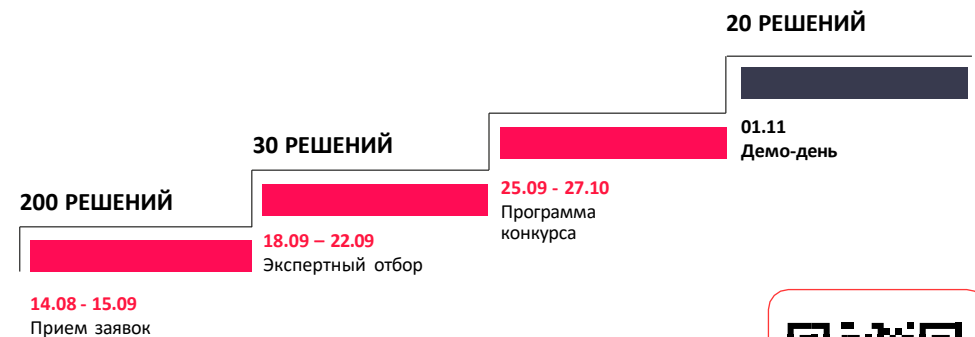 200 РЕШЕНИЙ
14.08 - 15.09
Прием заявок
30 РЕШЕНИЙ
18.09 – 22.09
Экспертный отбор
25.09 - 27.10
Программа
конкурса
20 РЕШЕНИЙ
01.11
Демо-день